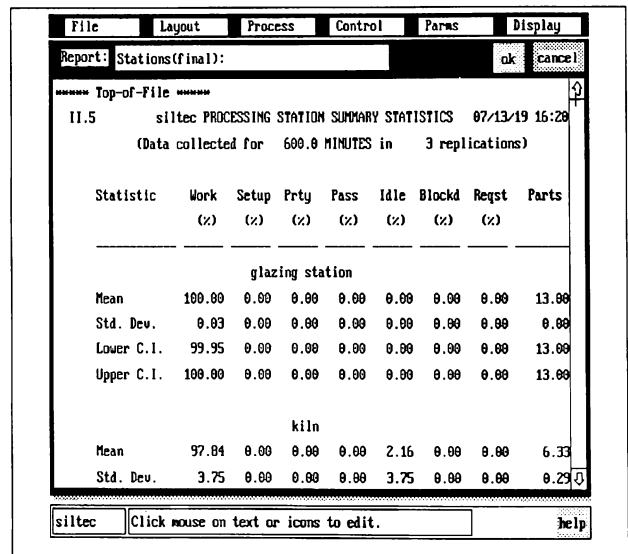 File Layout Process Control Parms Display
Report: Stations(final): ok cancel
***** Top-of-File *****
II.5 siltec PROCESSING STATION SUMMARY STATISTICS 07/13/19 16:20
(Data collected for 600.0 MINUTES in 3 replications)
Statistic Work Setup Prty Pass Idle Blockd Reqst Parts
(%) (%) (%) (%) (%) (%) (%)
glazing station
Mean 100.00 0.00 0.00 0.00 0.00 0.00 0.00 13.00
Std. Dev. 0.03 0.00 0.00 0.00 0.00 0.00 0.00 0.00
Lower C.I. 99.95 0.00 0.00 0.00 0.00 0.00 0.00 13.00
Upper C.I. 100.00 0.00 0.00 0.00 0.00 0.00 0.00 13.00
kiln
Mean 97.84 0.00 0.00 0.00 2.16 0.00 0.00 6.33
Std. Dev. 3.75 0.00 0.00 0.00 3.75 0.00 0.00 0.29
siltec Click mouse on text or icons to edit. help